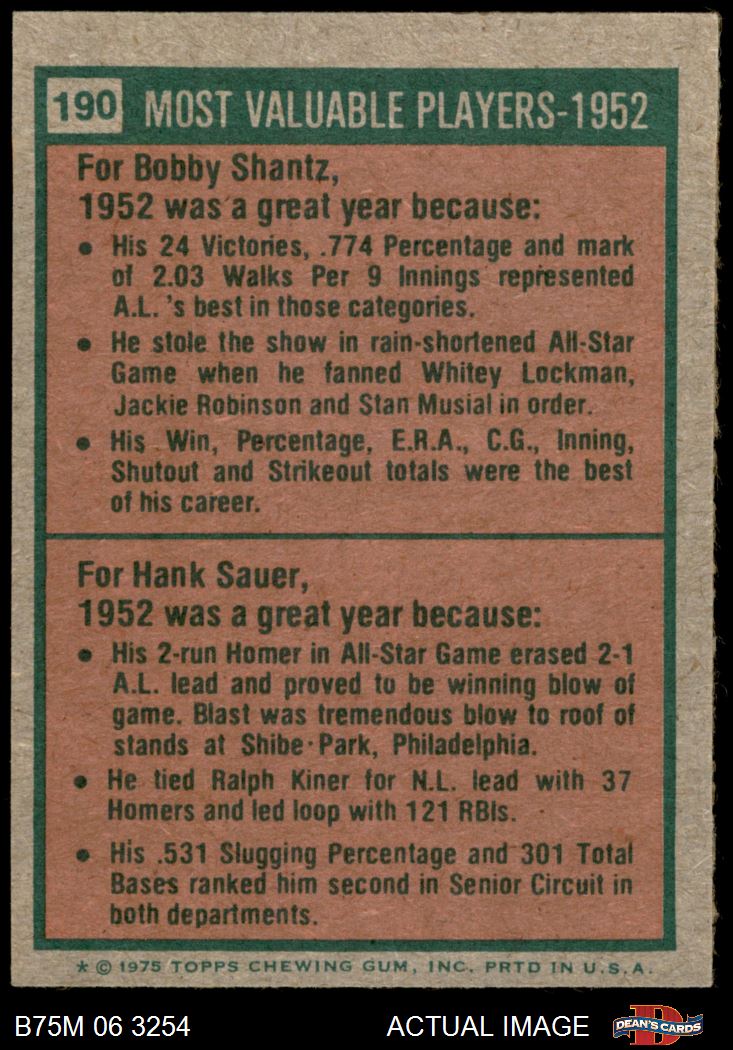 190 MOST VALUABLE PLAYERS-1952
For Bobby Shantz,
1952 was a great year because:
● His 24 Victories, .774 Percentage and mark
of 2.03 Walks Per 9 Innings represented
A.L. 's best in those categories.
● He stole the show in rain-shortened All-Star
Game when he fanned Whitey Lockman,
Jackie Robinson and Stan Musial in order.
● His Win, Percentage, E.R.A., C.G., Inning,
Shutout and Strikeout totals were the best
of his career.
For Hank Sauer,
1952 was a great year because:
● His 2-run Homer in All-Star Game erased 2-1
A.L. lead and proved to be winning blow of
game. Blast was tremendous blow to roof of
stands at Shibe Park, Philadelphia.
● He tied Ralph Kiner for N.L. lead with 37
Homers and led loop with 121 RBIs.
● His .531 Slugging Percentage and 301 Total
Bases ranked him second in Senior Circuit in
both departments.
* © 1975 TOPPS CHEWING GUM, INC. PRTD IN U.S.A.
B75M 06 3254 ACTUAL IMAGE D DEAN'S CARDS